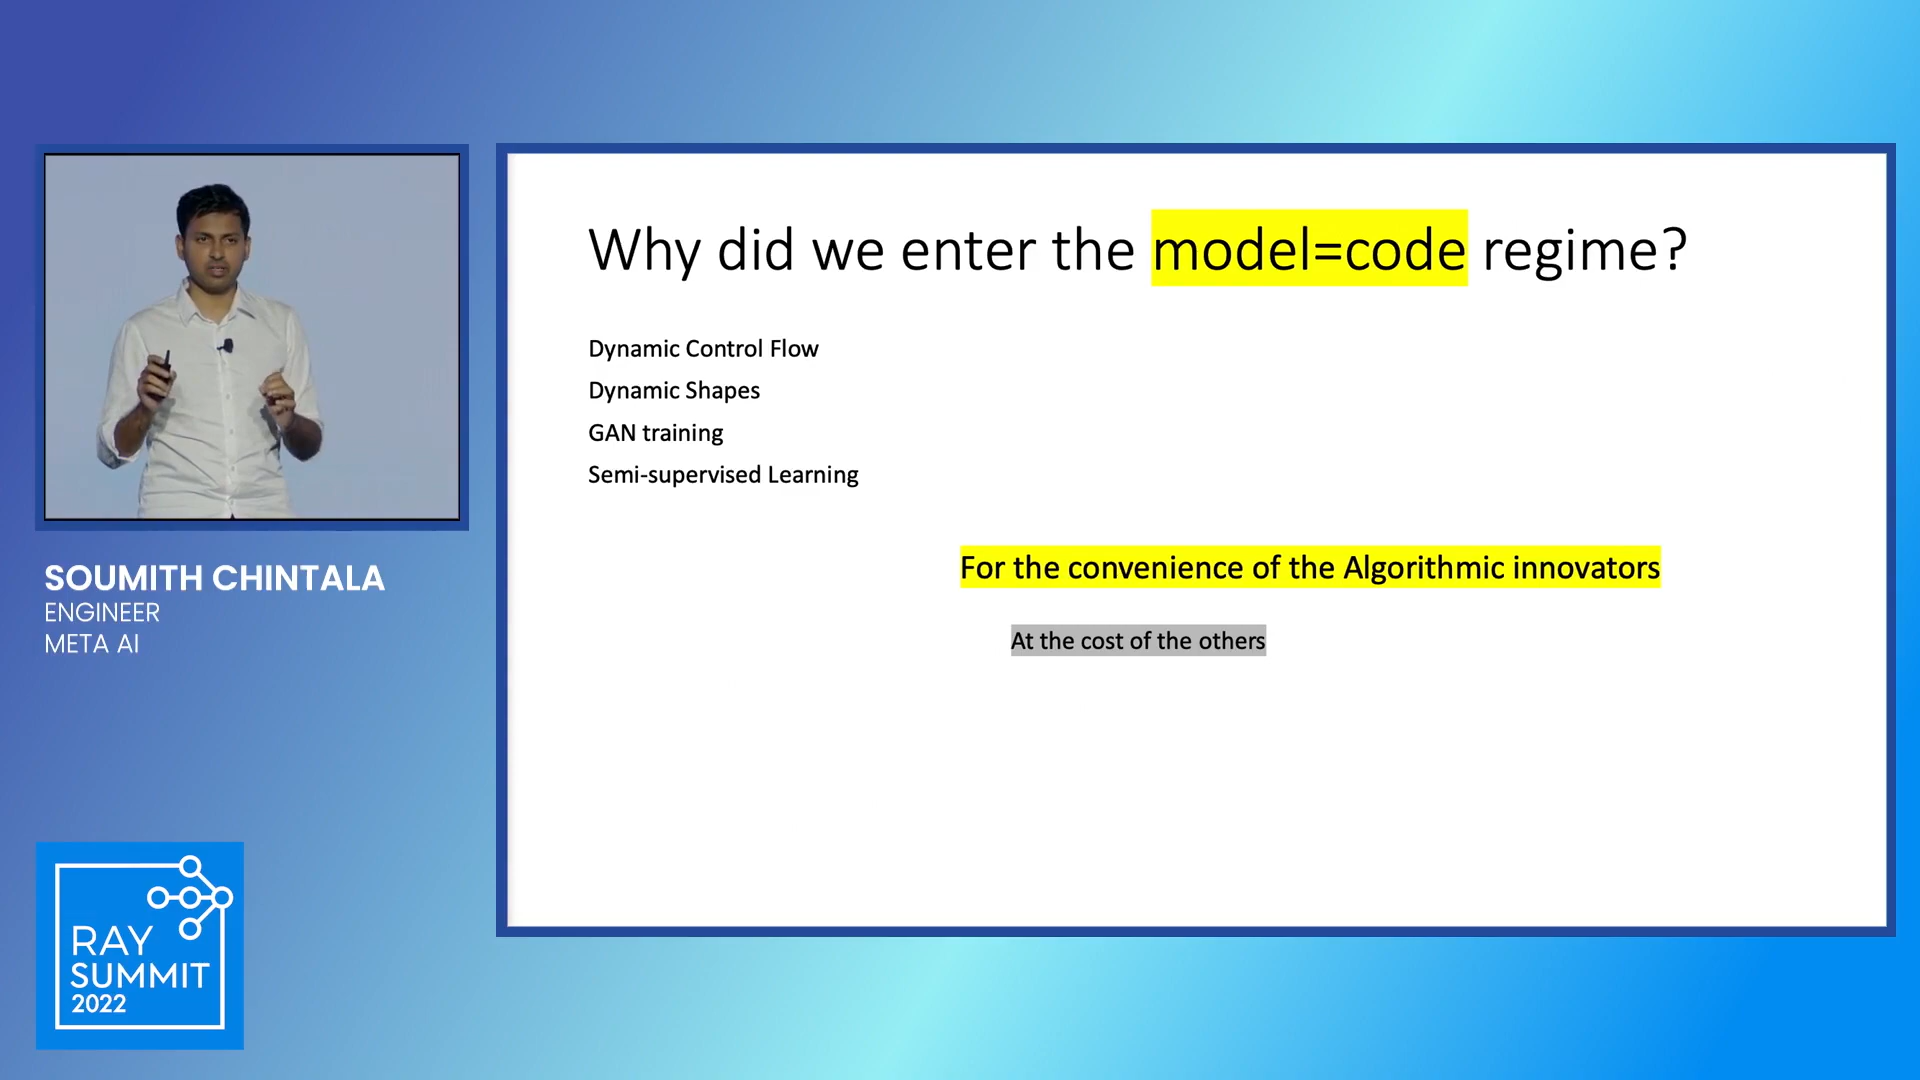 Why did we enter the model=code regime?
Dynamic Control Flow
Dynamic Shapes
GAN training
Semi-supervised Learning
For the convenience of the Algorithmic innovators
At the cost of the others
SOUMITH CHINTALA
ENGINEER
META AI
RAY
SUMMIT
2022